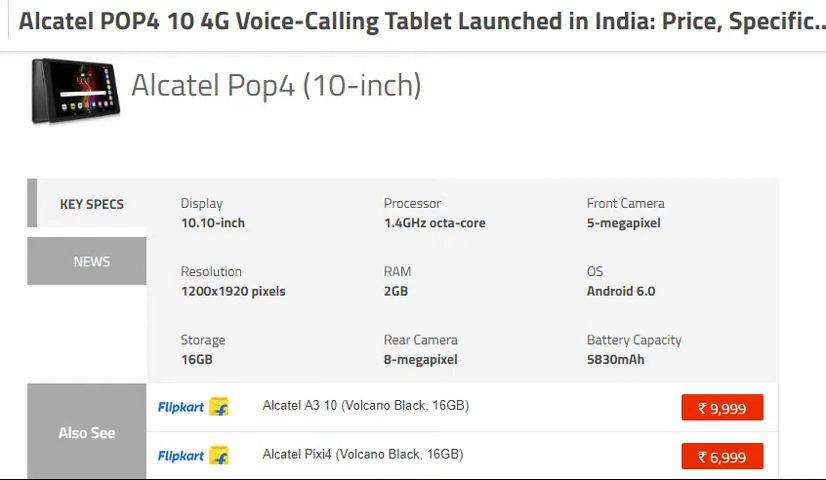 Alcatel POP4 10 4G Voice-Calling Tablet Launched in India: Price, Specific..
Alcatel Pop4 (10-inch)
KEY SPECS
NEWS
Display
10.10-inch
Processor
1.4GHz octa-core
Front Camera
5-megapixel
Resolution
1200x1920 pixels
RAM
2GB
OS
Android 6.0
Storage
16GB
Rear Camera
8-megapixel
Battery Capacity
5830mAh
Also See
Flipkart Alcatel A3 10 (Volcano Black, 16GB) ₹ 9,999
Flipkart Alcatel Pixi4 (Volcano Black, 16GB) ₹ 6,999